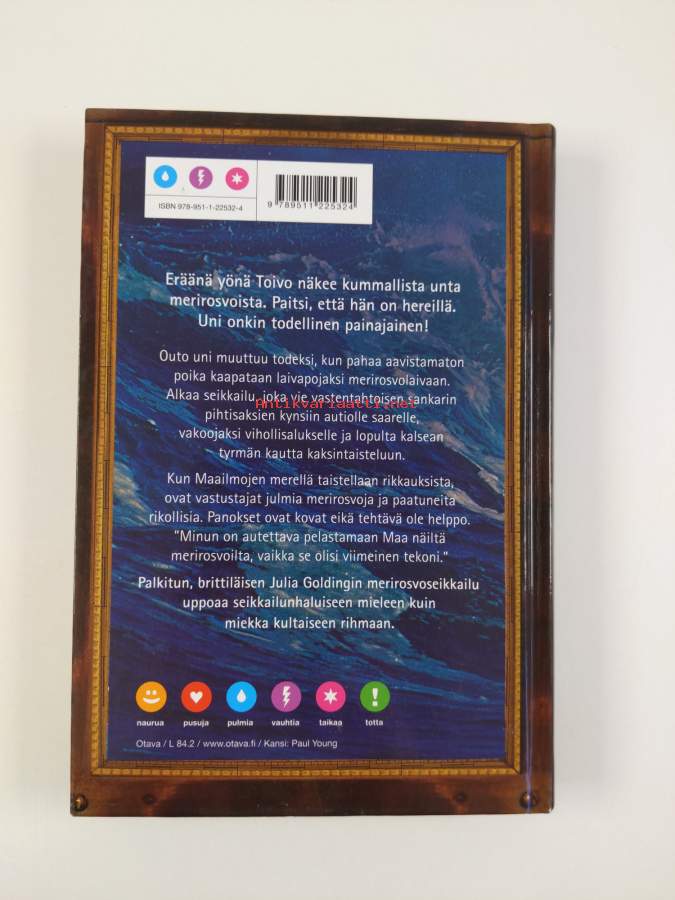 ISBN 978-951-1-22532-4
9 789511 225324
Eräänä yönä Toivo näkee kummallista unta
merirosvoista. Paitsi, että hän on hereillä.
Uni onkin todellinen painajainen!
Outo uni muuttuu todeksi, kun pahaa aavistamaton
poika kaapataan laivapojaksi merirosvolaivaan.
Alkaa seikkailu, joka vie vastentahtoisen sankarin
Antikvariaatti.net
pihtisaksien kynsiin autiolle saarelle,
vakoojaksi vihollisalukselle ja lopulta kalsean
tyrmän kautta kaksintaisteluun.
Kun Maailmojen merellä taistellaan rikkauksista,
ovat vastustajat julmia merirosvoja ja paatuneita
rikollisia. Panokset ovat kovat eikä tehtävä ole helppo.
"Minun on autettava pelastamaan Maa näiltä
merirosvoilta, vaikka se olisi viimeinen tekoni."
Palkitun, brittiläisen Julia Goldingin merirosvoseikkailu
uppoaa seikkailunhaluiseen mieleen kuin
miekka kultaiseen rihmaan.
naurua pusuja pulmia vauhtia taikaa totta
Otava / L 84.2 / www.otava.fi / Kansi: Paul Young